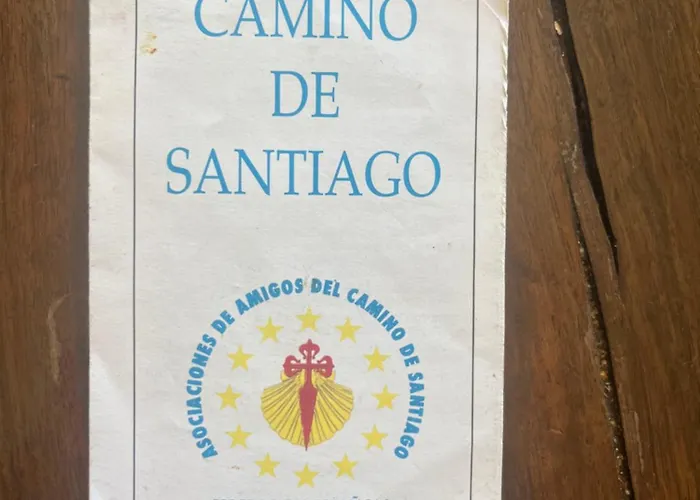 CAMINO
DE
SANTIAGO
ASOCIACIONES DE AMIGOS DEL CAMINO DE SANTIAGO